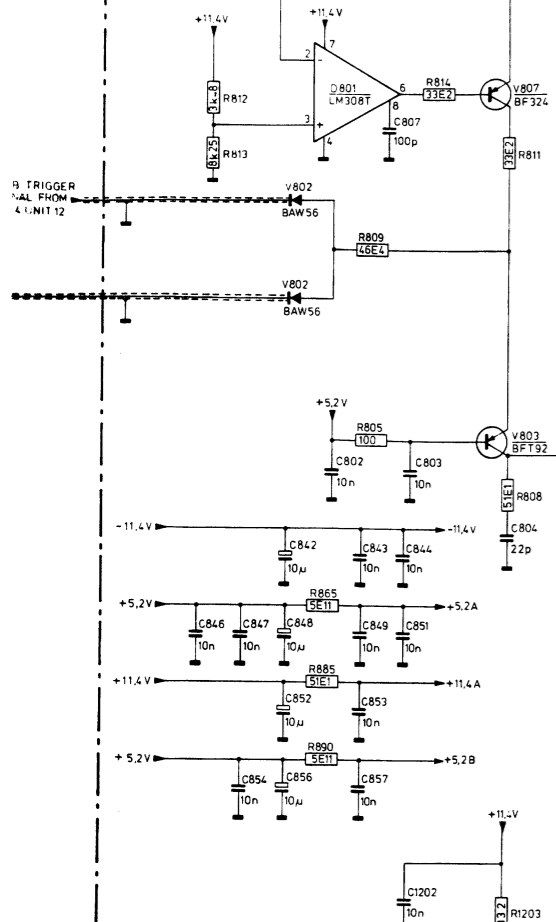 +11,4V
+11,4V
7
2
-
D801
LM308T
6
8
3
+
4
3k48
R812
8k25
R813
C807
100p
R814
33E2
V807
BF324
33E2
R811
B TRIGGER
NAL FROM
4 UNIT 12
V802
BAW56
R809
46E4
V802
BAW56
+5,2V
R805
100
C802
10n
C803
10n
V803
BFT92
51E1
R808
C804
22p
-11,4V
C842
10µ
C843
10n
C844
10n
-11,4V
+5,2V
R865
5E11
+5,2A
C846
10n
C847
10n
C848
10µ
C849
10n
C851
10n
+11,4V
R885
51E1
+11,4A
C852
10µ
C853
10n
+5,2V
R890
5E11
+5,2B
C854
10n
C856
10µ
C857
10n
+11,4V
C1202
10n
R1203